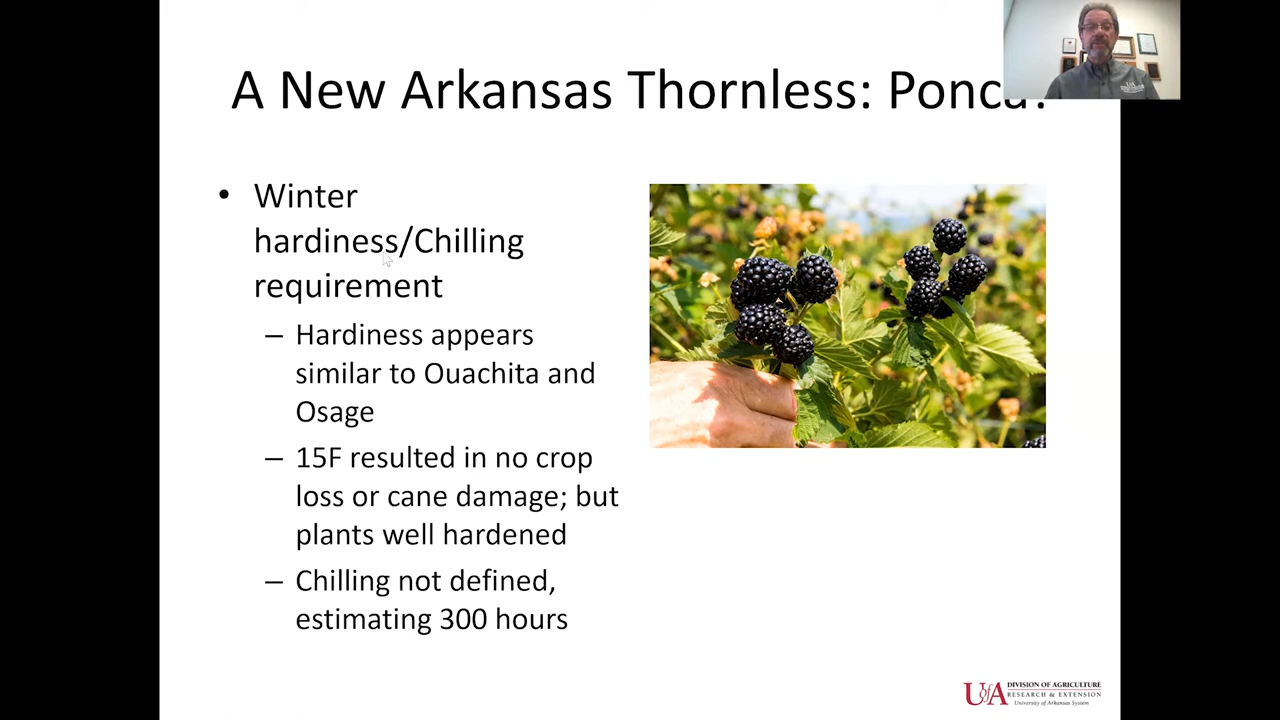 A New Arkansas Thornless: Ponca!
• Winter
hardiness/Chilling
requirement
– Hardiness appears
similar to Ouachita and
Osage
– 15F resulted in no crop
loss or cane damage; but
plants well hardened
– Chilling not defined,
estimating 300 hours
UofA DIVISION OF AGRICULTURE
RESEARCH & EXTENSION
University of Arkansas System